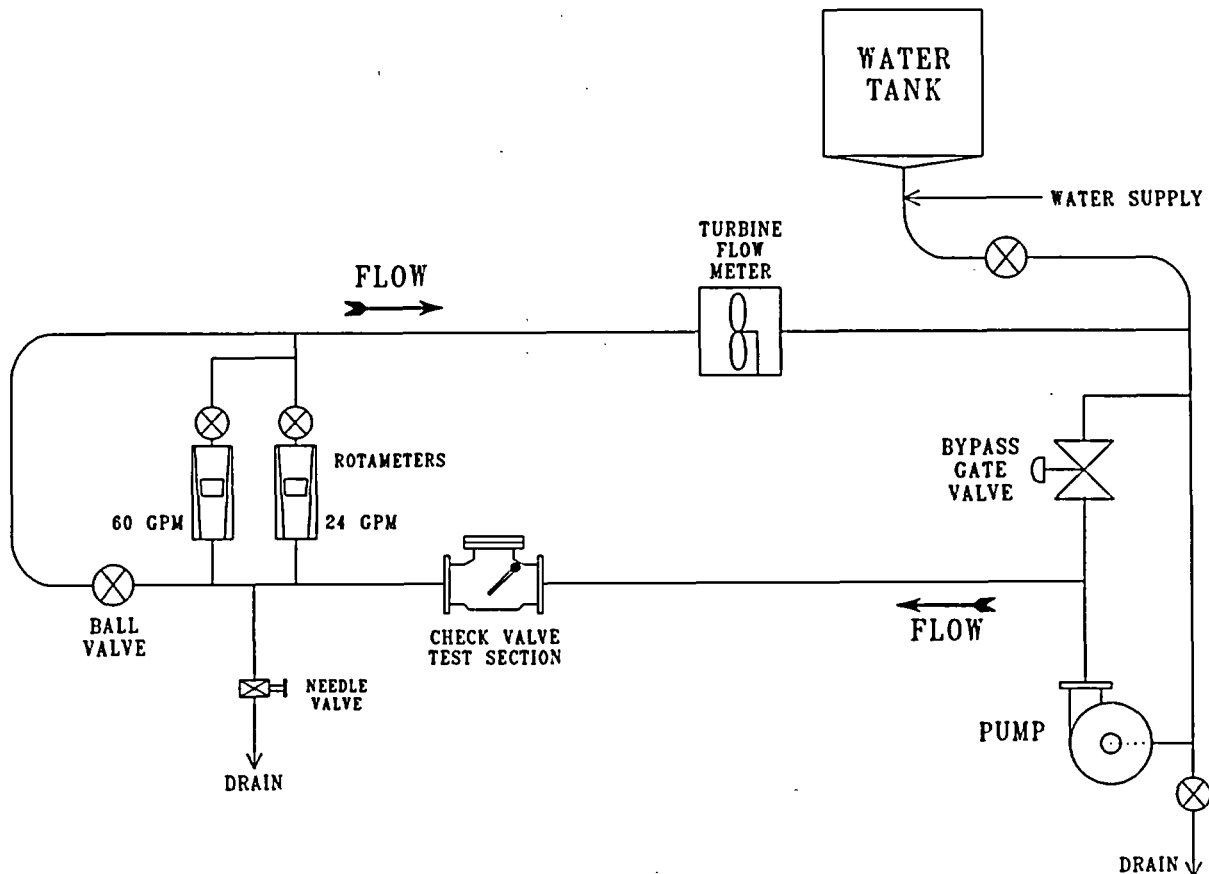 WATER
TANK
WATER SUPPLY
TURBINE
FLOW
METER
FLOW
ROTAMETERS
60 GPM
24 GPM
BYPASS
GATE
VALVE
BALL
VALVE
CHECK VALVE
TEST SECTION
FLOW
NEEDLE
VALVE
PUMP
DRAIN
DRAIN